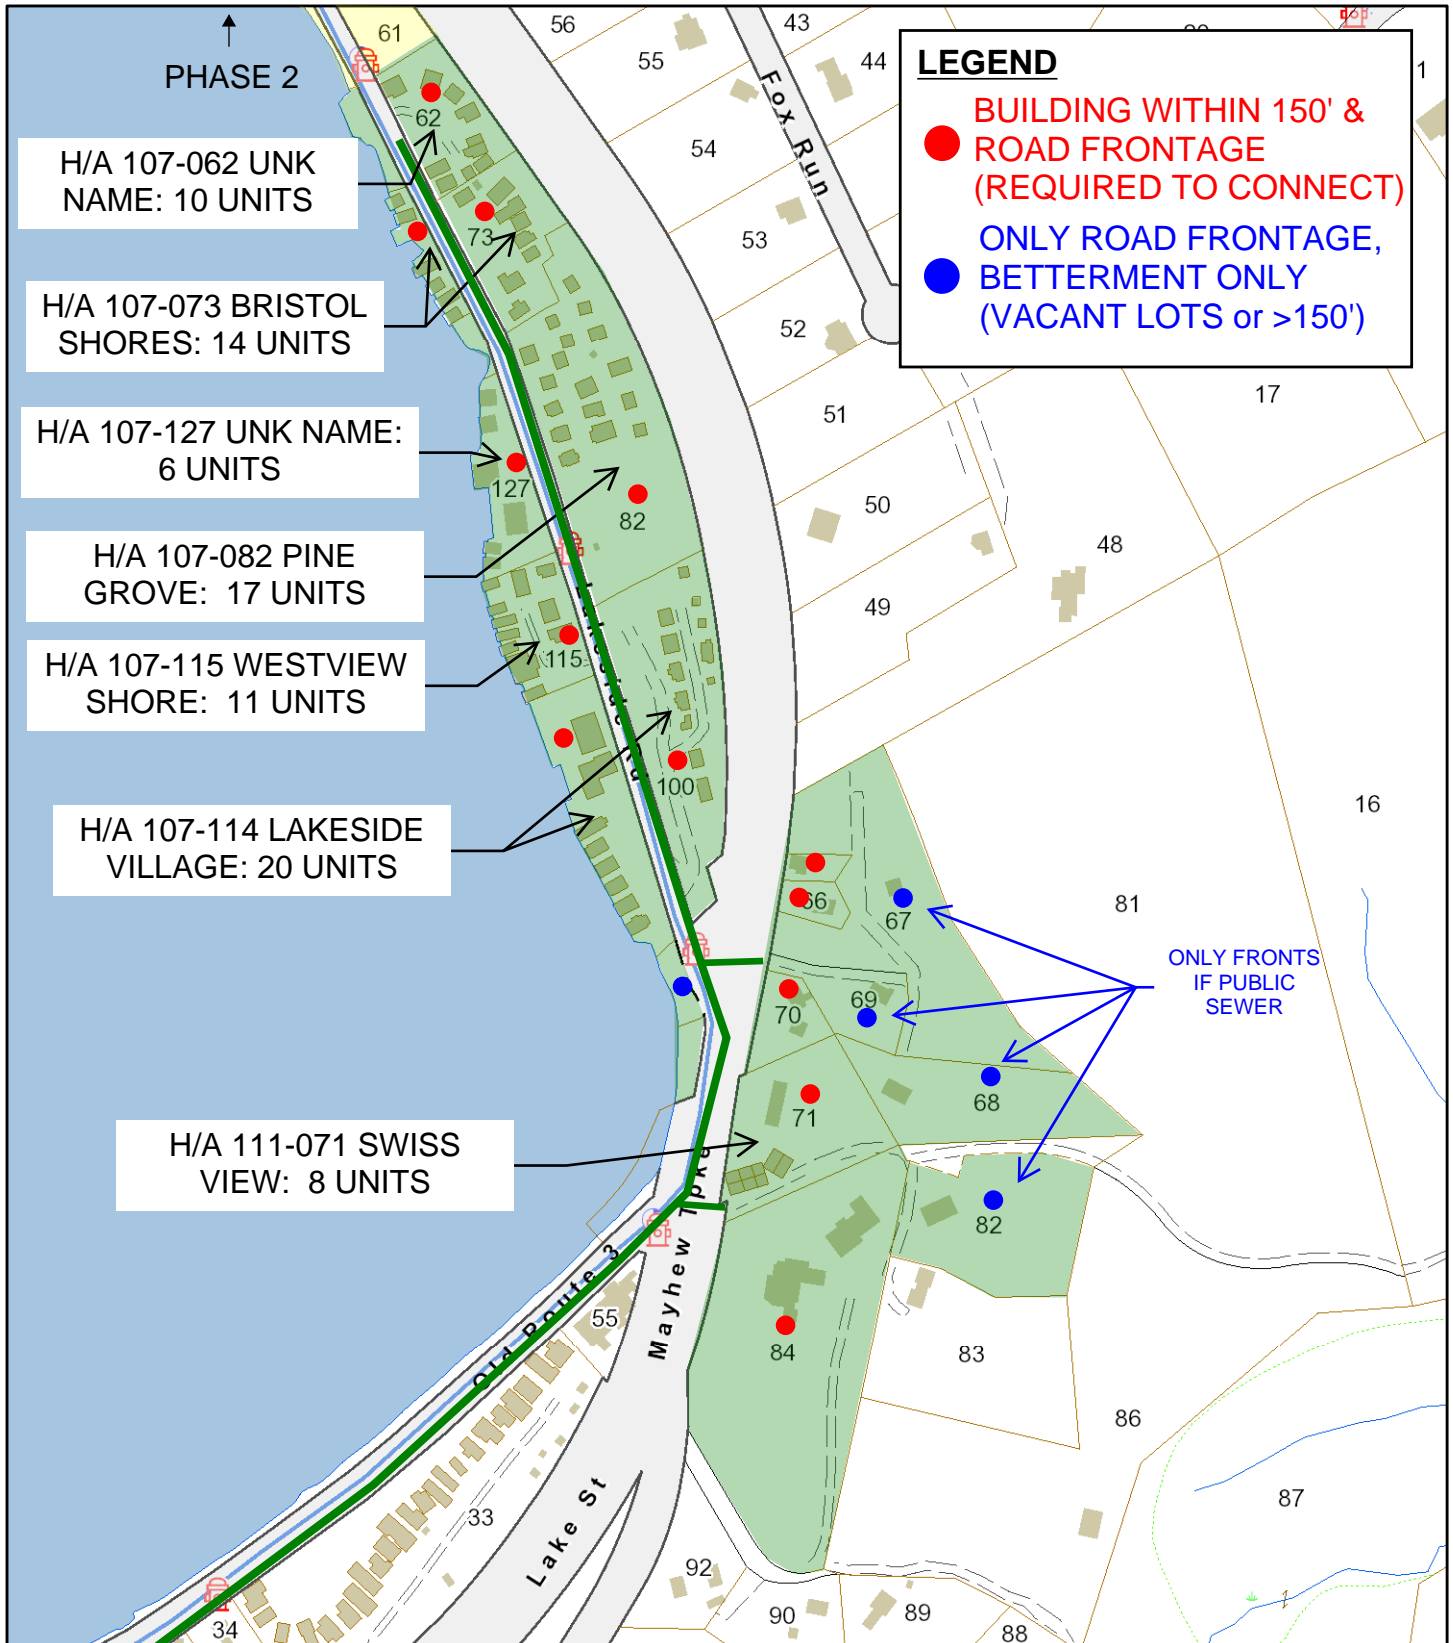 PHASE 2
61
56
55
43
44
54
53
52
51
50
49
48
17
16
81
1
Fox Run
LEGEND
BUILDING WITHIN 150' &
ROAD FRONTAGE
(REQUIRED TO CONNECT)
ONLY ROAD FRONTAGE,
BETTERMENT ONLY
(VACANT LOTS or >150')
H/A 107-062 UNK
NAME: 10 UNITS
62
73
H/A 107-073 BRISTOL
SHORES: 14 UNITS
H/A 107-127 UNK NAME:
6 UNITS
127
82
H/A 107-082 PINE
GROVE: 17 UNITS
Lakeside Rd
H/A 107-115 WESTVIEW
SHORE: 11 UNITS
115
100
H/A 107-114 LAKESIDE
VILLAGE: 20 UNITS
66
67
ONLY FRONTS
IF PUBLIC
SEWER
70
69
68
71
82
H/A 111-071 SWISS
VIEW: 8 UNITS
Mayhew Tpke
Old Route 3
55
84
83
86
87
33
Lake St
92
90
89
88
34